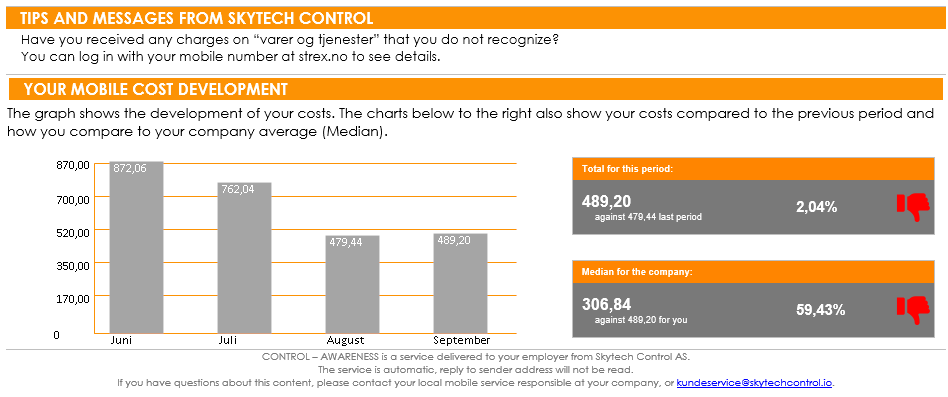 TIPS AND MESSAGES FROM SKYTECH CONTROL
Have you received any charges on “varer og tjenester” that you do not recognize?
You can log in with your mobile number at strex.no to see details.
YOUR MOBILE COST DEVELOPMENT
The graph shows the development of your costs. The charts below to the right also show your costs compared to the previous period and
how you compare to your company average (Median).
870,00
700,00
520,00
350,00
170,00
0
872,06
762,04
479,44
489,20
Juni
Juli
August
September
Total for this period:
489,20
2,04%
against 479,44 last period
Median for the company:
306,84
59,43%
against 489,20 for you
CONTROL – AWARENESS is a service delivered to your employer from Skytech Control AS.
The service is automatic, reply to sender address will not be read.
If you have questions about this content, please contact your local mobile service responsible at your company, or kundeservice@skytechcontrol.io.